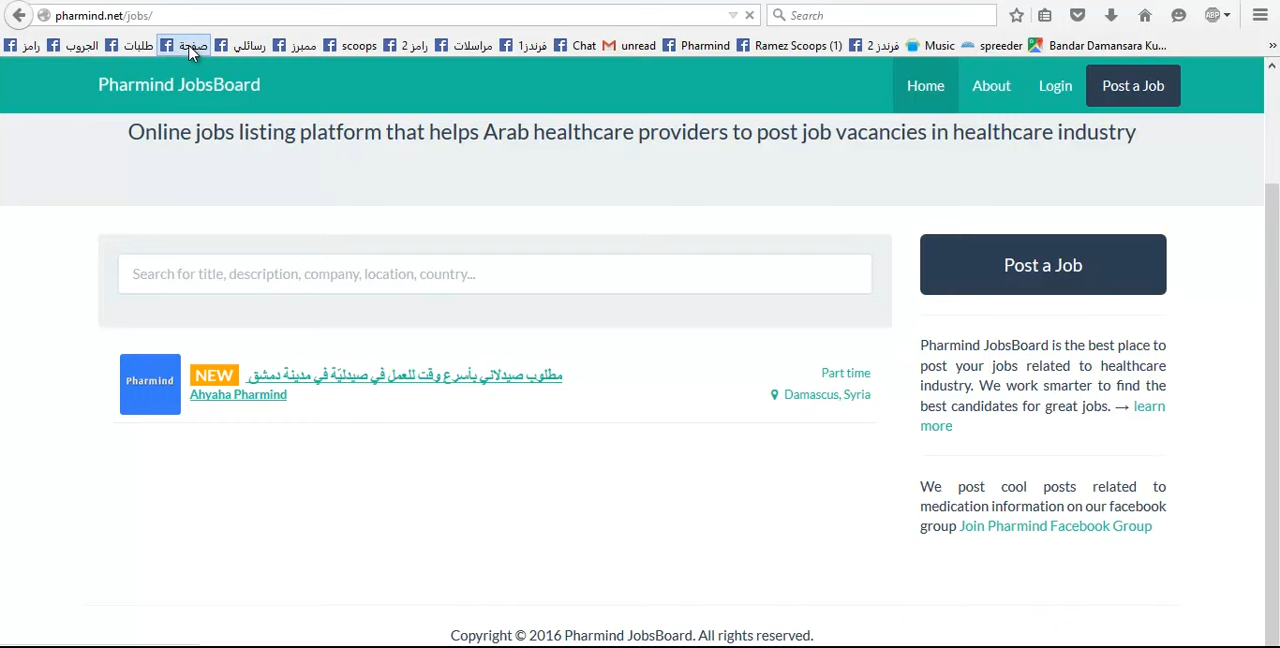 pharmind.net/jobs/
Search
ABP
رامز
الجروب
طلبات
صفحة
رسائلي
ممبرز
scoops
رامز 2
مراسلات
فرندز1
Chat
unread
Pharmind
Ramez Scoops (1)
فرندز 2
Music
spreeder
Bandar Damansara Ku...
»
Pharmind JobsBoard
Home
About
Login
Post a Job
Online jobs listing platform that helps Arab healthcare providers to post job vacancies in healthcare industry
Search for title, description, company, location, country...
Post a Job
Pharmind
NEW مطلوب صيدلاني بأسرع وقت للعمل في صيدليّة في مدينة دمشق
Ahyaha Pharmind
Part time
Damascus, Syria
Pharmind JobsBoard is the best place to
post your jobs related to healthcare
industry. We work smarter to find the
best candidates for great jobs. → learn
more
We post cool posts related to
medication information on our facebook
group Join Pharmind Facebook Group
Copyright © 2016 Pharmind JobsBoard. All rights reserved.